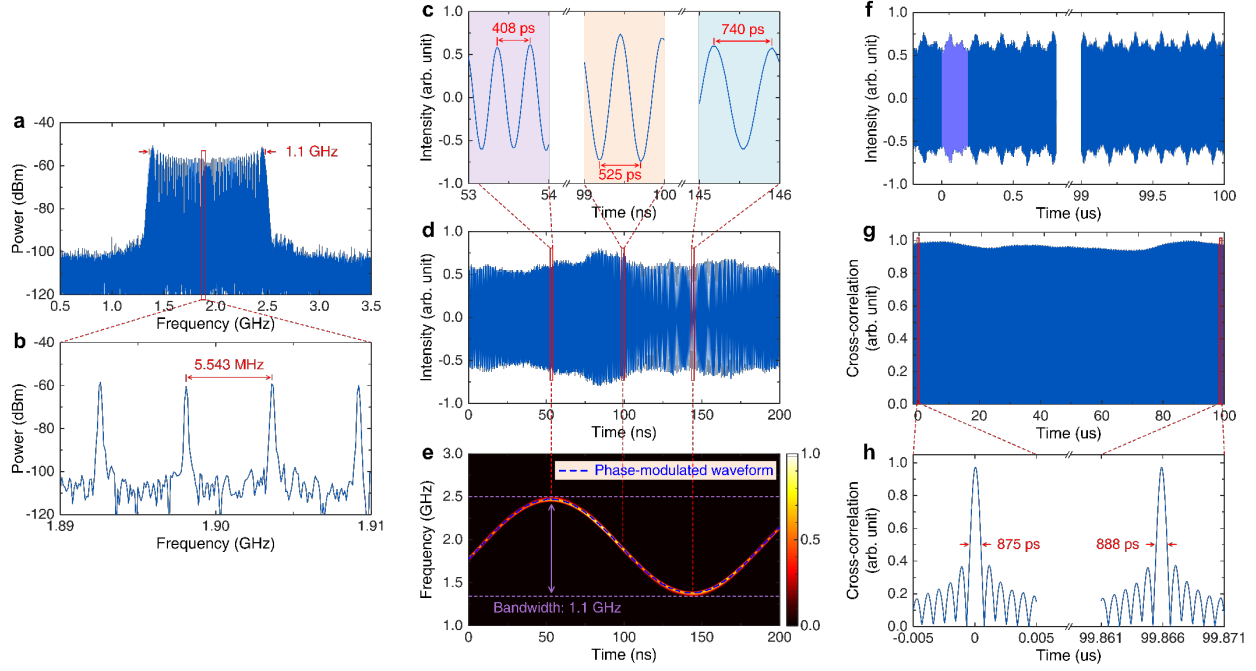 a
-40
-60
-80
-100
-120
Power (dBm)
1.1 GHz
0.5 1.0 1.5 2.0 2.5 3.0 3.5
Frequency (GHz)
b
-40
-60
-80
-100
-120
Power (dBm)
5.543 MHz
1.89 1.90 1.91
Frequency (GHz)
c
1.0
0.5
0.0
-0.5
-1.0
Intensity (arb. unit)
408 ps
525 ps
740 ps
53 54 99 100 145 146
Time (ns)
d
1.0
0.5
0.0
-0.5
-1.0
Intensity (arb. unit)
0 50 100 150 200
Time (ns)
e
3.0
2.5
2.0
1.5
1.0
Frequency (GHz)
Phase-modulated waveform
Bandwidth: 1.1 GHz
1.0
0.5
0.0
0 50 100 150 200
Time (ns)
f
1.0
0.5
0.0
-0.5
-1.0
Intensity (arb. unit)
0 0.5 99 99.5 100
Time (us)
g
1.0
0.8
0.6
0.4
0.2
0.0
Cross-correlation
(arb. unit)
0 20 40 60 80 100
Time (us)
h
1.0
0.8
0.6
0.4
0.2
0.0
Cross-correlation
(arb. unit)
875 ps
888 ps
-0.005 0 0.005 99.861 99.866 99.871
Time (us)